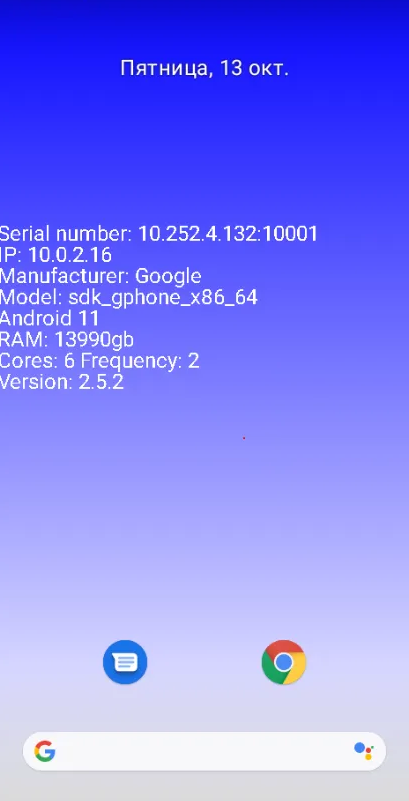 Пятница, 13 окт.
Serial number: 10.252.4.132:10001
IP: 10.0.2.16
Manufacturer: Google
Model: sdk_gphone_x86_64
Android 11
RAM: 13990gb
Cores: 6 Frequency: 2
Version: 2.5.2